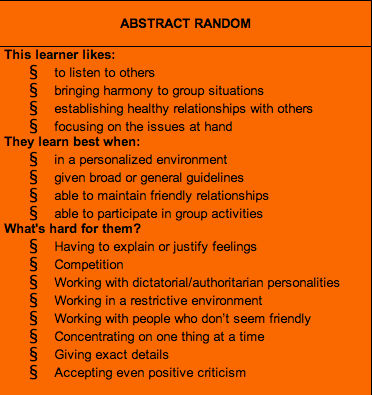 ABSTRACT RANDOM
This learner likes:
§ to listen to others
§ bringing harmony to group situations
§ establishing healthy relationships with others
§ focusing on the issues at hand
They learn best when:
§ in a personalized environment
§ given broad or general guidelines
§ able to maintain friendly relationships
§ able to participate in group activities
What's hard for them?
§ Having to explain or justify feelings
§ Competition
§ Working with dictatorial/authoritarian personalities
§ Working in a restrictive environment
§ Working with people who don’t seem friendly
§ Concentrating on one thing at a time
§ Giving exact details
§ Accepting even positive criticism